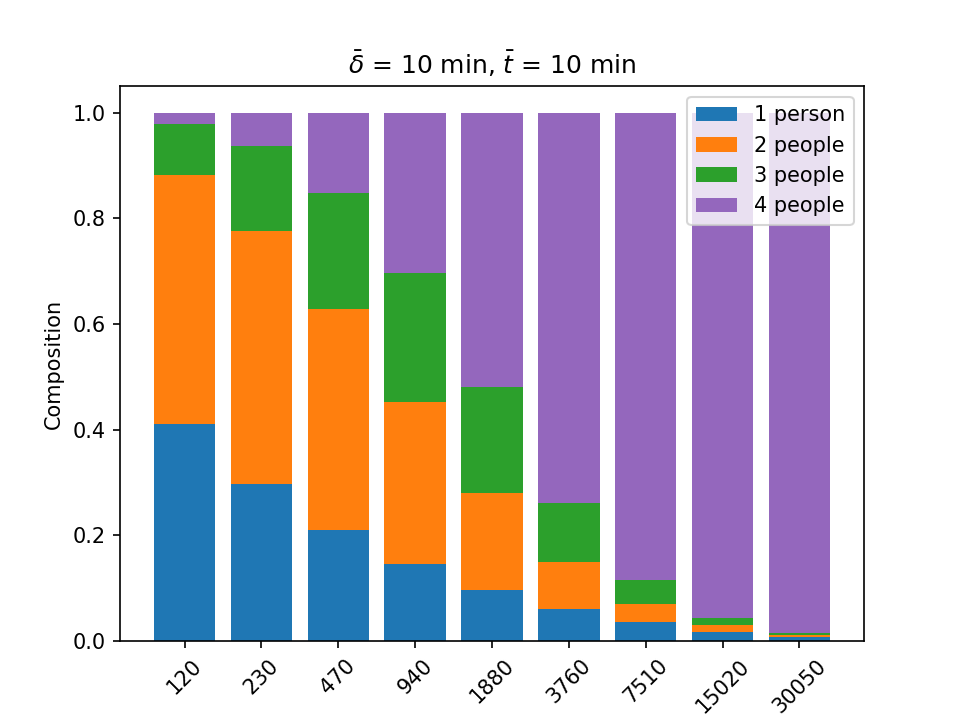 δ̄ = 10 min, t̄ = 10 min
1 person
2 people
3 people
4 people
Composition
1.0
0.8
0.6
0.4
0.2
0.0
120 230 470 940 1880 3760 7510 15020 30050